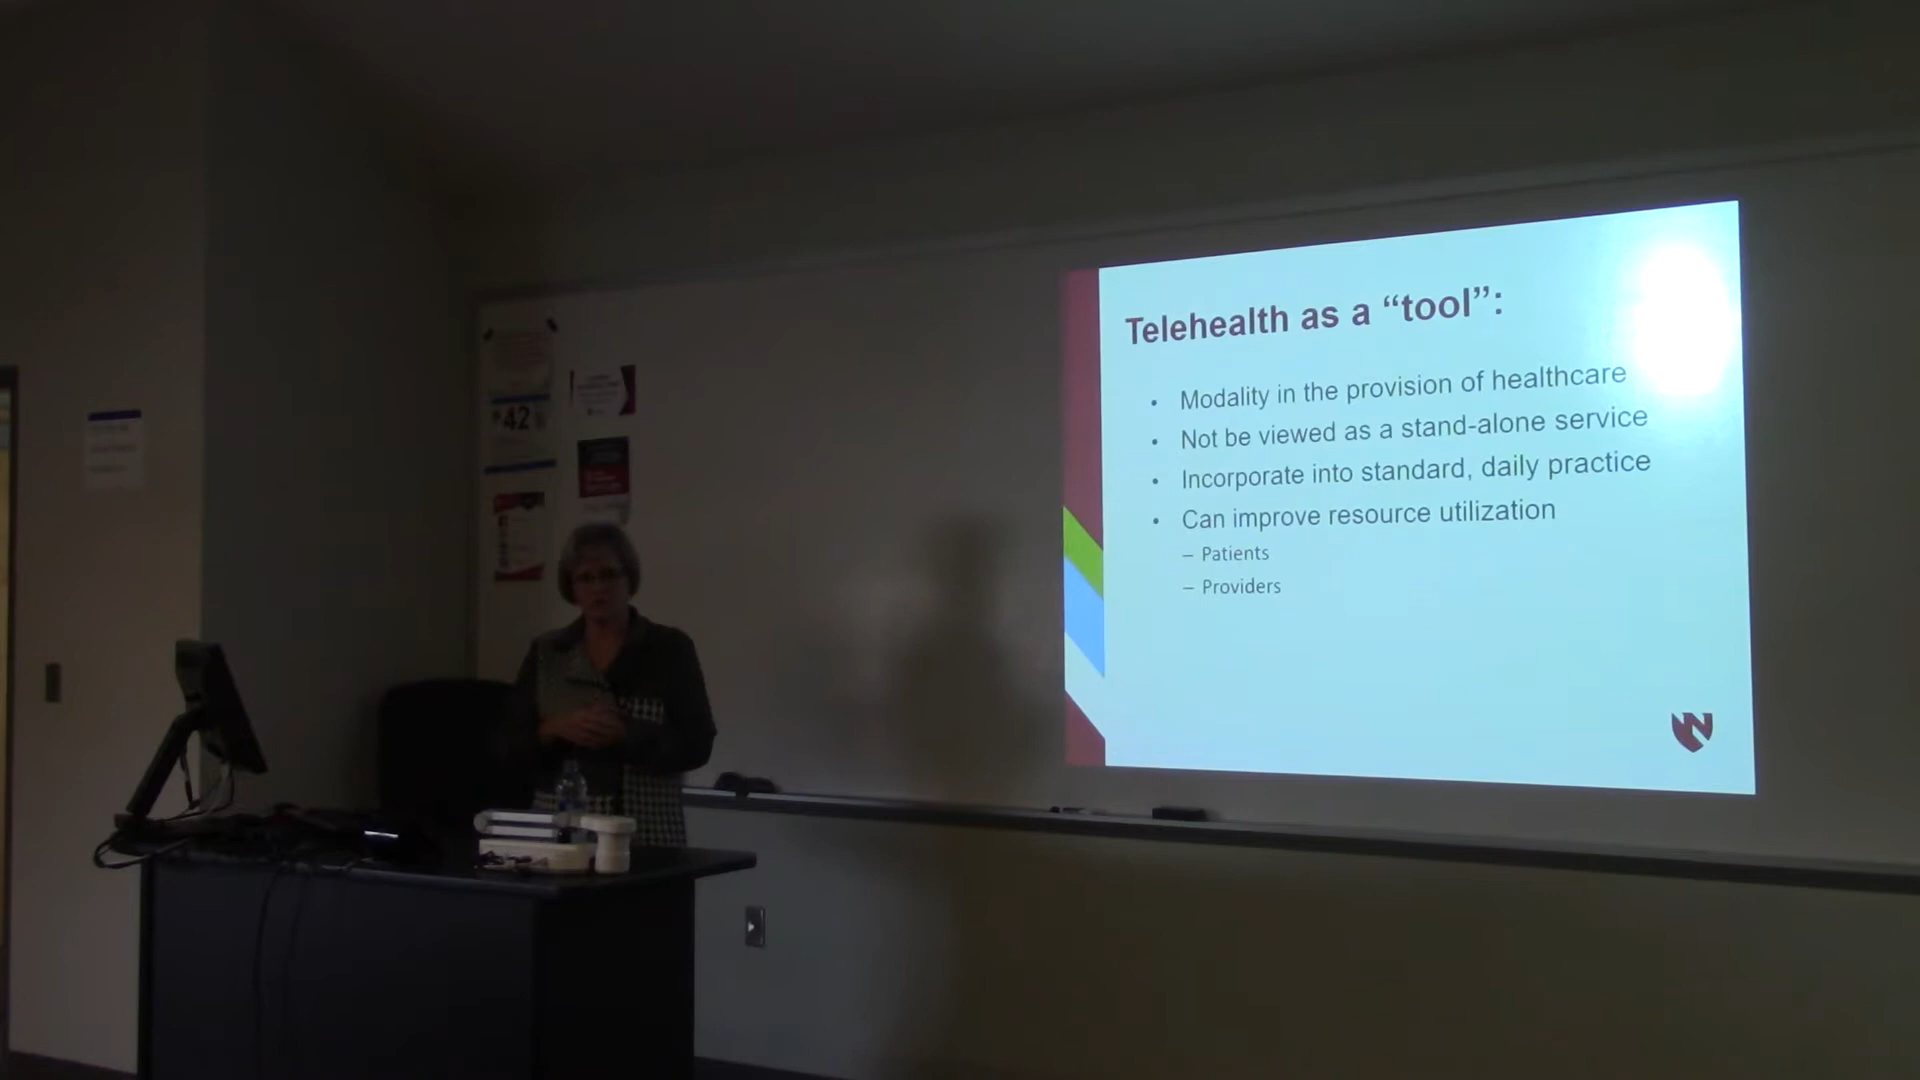 42
Telehealth as a “tool”:
• Modality in the provision of healthcare
• Not be viewed as a stand-alone service
• Incorporate into standard, daily practice
• Can improve resource utilization
– Patients
– Providers